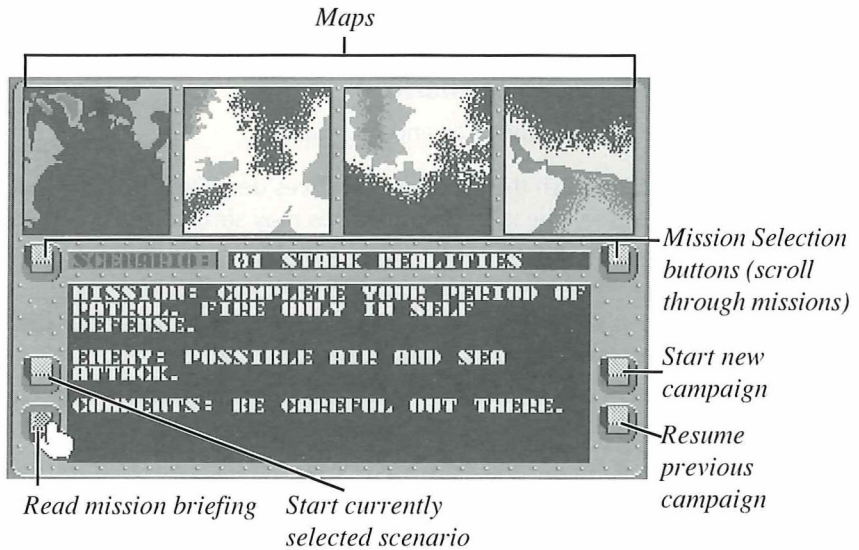 Maps
SCENARIO: 01 STARK REALITIES
MISSION: COMPLETE YOUR PERIOD OF
PATROL. FIRE ONLY IN SELF
DEFENSE.
ENEMY: POSSIBLE AIR AND SEA
ATTACK.
COMMENTS: BE CAREFUL OUT THERE.
Mission Selection
buttons (scroll
through missions)
Start new
campaign
Resume
previous
campaign
Read mission briefing
Start currently
selected scenario